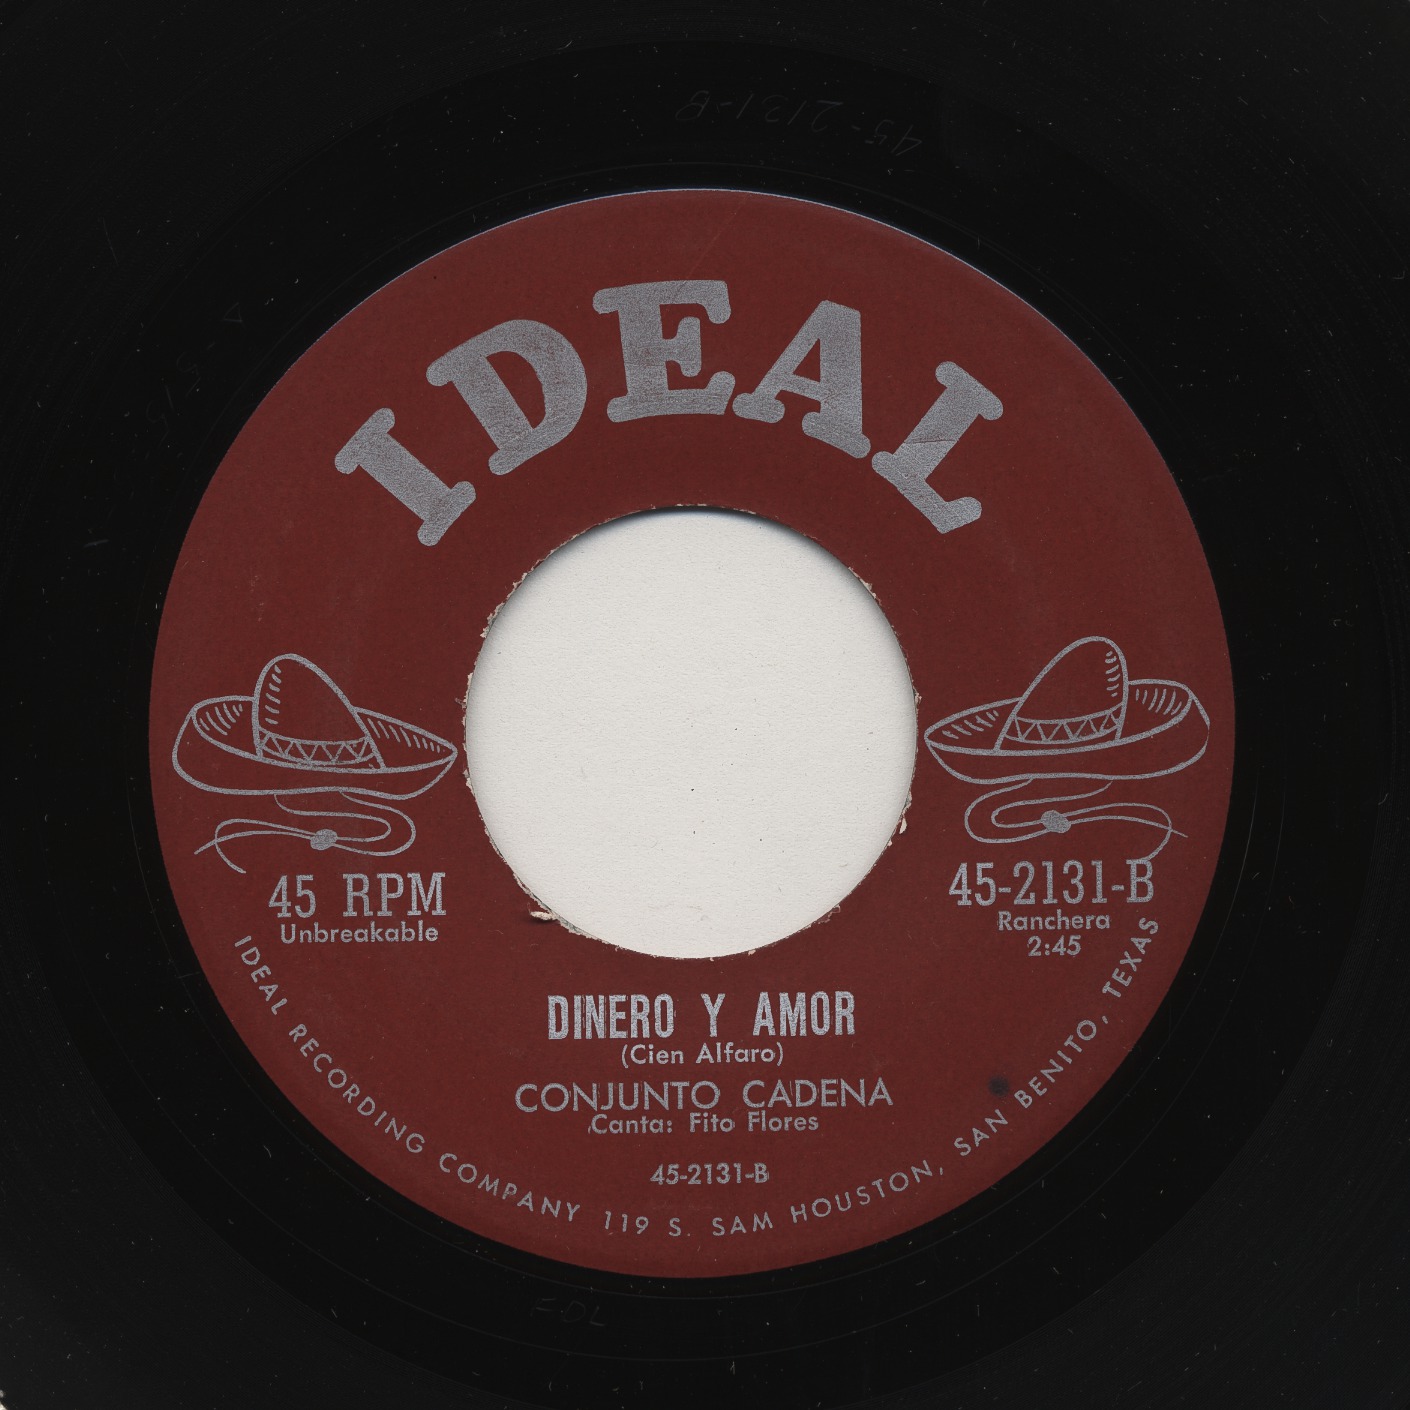 45-2131-B
IDEAL
45 RPM
Unbreakable
45-2131-B
Ranchera
2:45
DINERO Y AMOR
(Cien Alfaro)
CONJUNTO CADENA
Canta: Fito Flores
45-2131-B
IDEAL RECORDING COMPANY 119 S. SAM HOUSTON, SAN BENITO, TEXAS